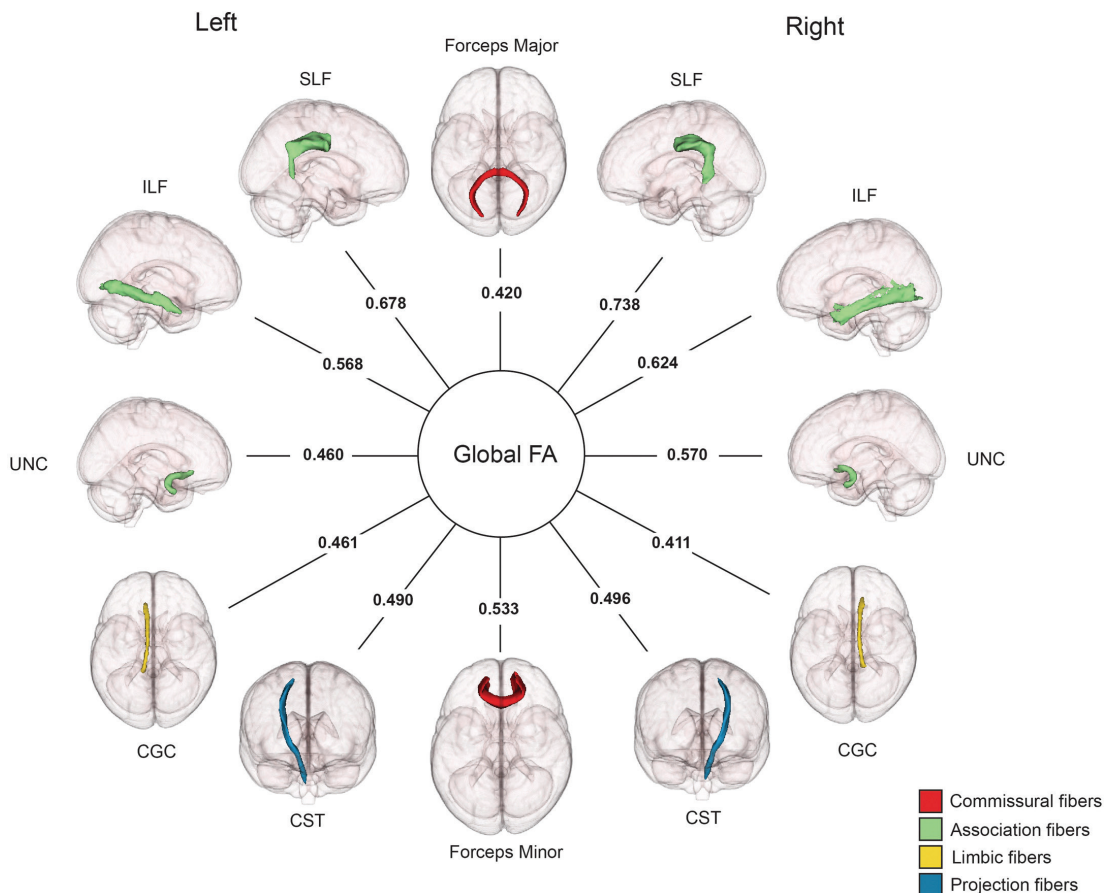 Left
Right
Forceps Major
SLF
SLF
ILF
ILF
0.678
0.420
0.738
0.568
0.624
UNC
0.460
Global FA
0.570
UNC
0.461
0.411
0.490
0.533
0.496
CGC
CGC
CST
CST
Forceps Minor
Commissural fibers
Association fibers
Limbic fibers
Projection fibers